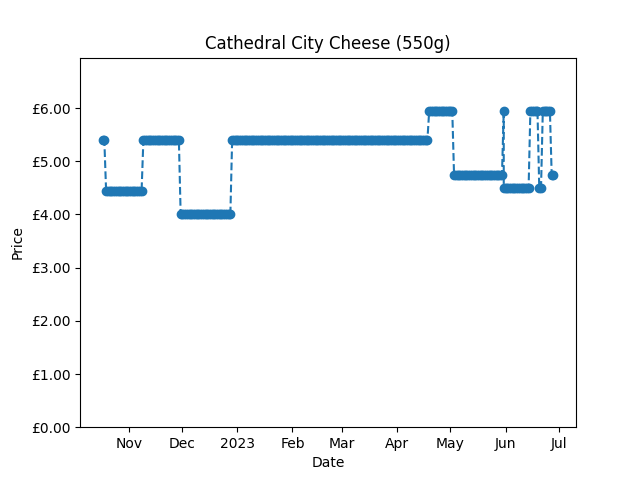 Cathedral City Cheese (550g)
£6.00
£5.00
£4.00
£3.00
£2.00
£1.00
£0.00
Price
Nov Dec 2023 Feb Mar Apr May Jun Jul
Date